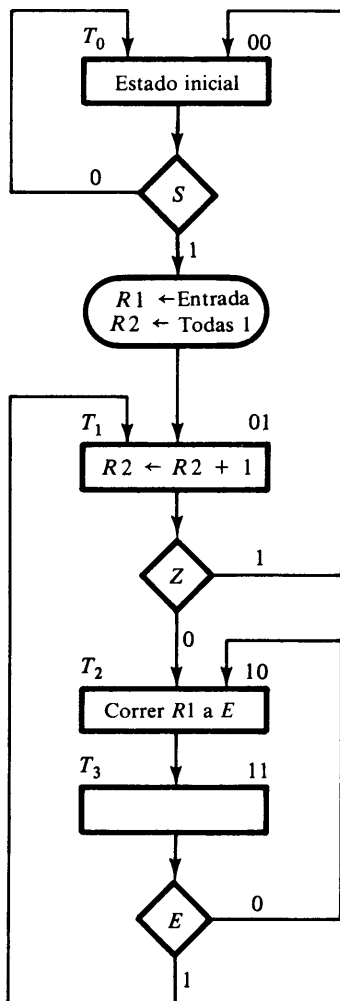 T₀ 00
Estado inicial
0
S
1
R1 ← Entrada
R2 ← Todas 1
T₁ 01
R2 ← R2 + 1
Z
1
0
T₂ 10
Correr R1 a E
T₃ 11
E
0
1